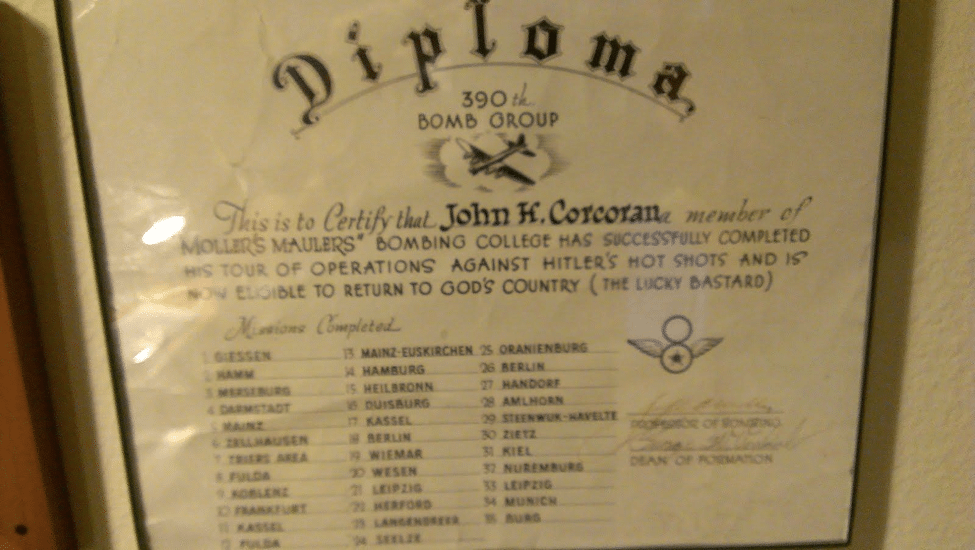 Diploma
390th
BOMB GROUP
This is to Certify that John H. Corcoran a member of
MOLLER'S MAULERS" BOMBING COLLEGE HAS SUCCESSFULLY COMPLETED
HIS TOUR OF OPERATIONS AGAINST HITLER'S HOT SHOTS AND IS
NOW ELIGIBLE TO RETURN TO GOD'S COUNTRY (THE LUCKY BASTARD)
Missions Completed
1 GIESSEN 13 MAINZ-EUSKIRCHEN 25 ORANIENBURG
2 HAMM 14 HAMBURG 26 BERLIN
3 MERSEBURG 15 HEILBRONN 27 HANDORF
4 DARMSTADT 16 DUISBURG 28 AMLHORN
5 MAINZ 17 KASSEL 29 STEENWUK-HAVELTE
6 ZELLHAUSEN 18 BERLIN 30 ZIETZ
7 TRIERS AREA 19 WIEMAR 31 KIEL
8 FULDA 20 WESEN 32 NUREMBURG
9 KOBLENZ 21 LEIPZIG 33 LEIPZIG
10 FRANKFURT 22 HERFORD 34 MUNICH
11 KASSEL 23 LANGENDREER 35 BURG
12 FULDA 24 SEELZE
PROFESSOR OF BOMBING
DEAN OF FORMATION